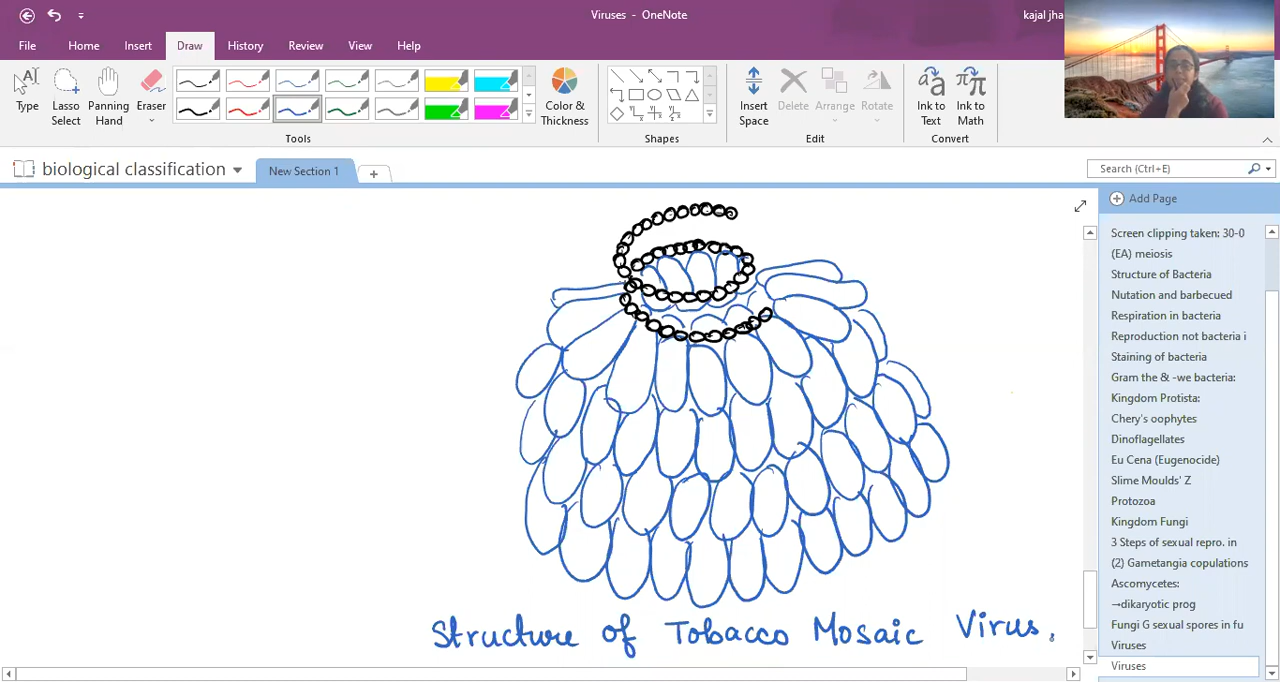 Viruses - OneNote
kajal jha
File Home Insert Draw History Review View Help
Type
Lasso Select
Panning Hand
Eraser
Color & Thickness
Insert Space
Delete
Arrange
Rotate
Ink to Text
Ink to Math
Tools
Shapes
Edit
Convert
biological classification
New Section 1
Search (Ctrl+E)
Add Page
Screen clipping taken: 30-0
(EA) meiosis
Structure of Bacteria
Nutation and barbecued
Respiration in bacteria
Reproduction not bacteria i
Staining of bacteria
Gram the & -we bacteria:
Kingdom Protista:
Chery's oophytes
Dinoflagellates
Eu Cena (Eugenocide)
Slime Moulds' Z
Protozoa
Kingdom Fungi
3 Steps of sexual repro. in
(2) Gametangia copulations
Ascomycetes:
→dikaryotic prog
Fungi G sexual spores in fu
Viruses
Viruses
Structure of Tobacco Mosaic Virus.